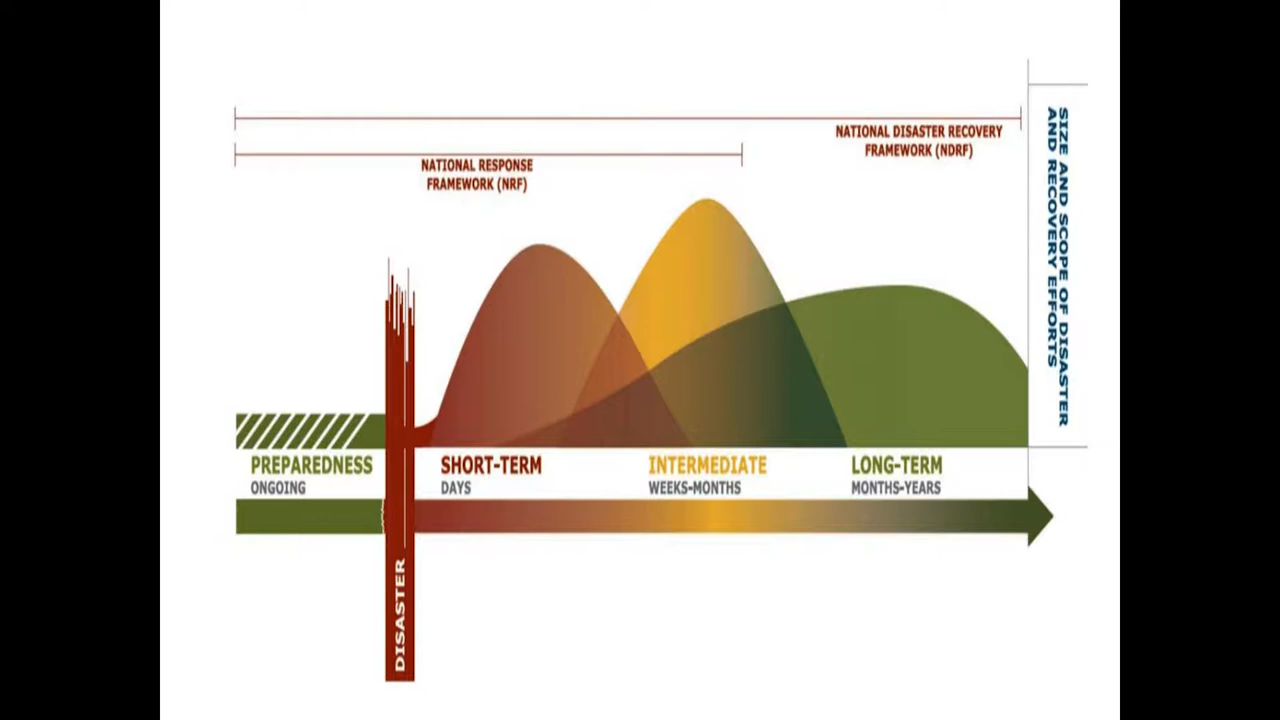 NATIONAL DISASTER RECOVERY
FRAMEWORK (NDRF)
NATIONAL RESPONSE
FRAMEWORK (NRF)
SIZE AND SCOPE OF DISASTER
AND RECOVERY EFFORTS
PREPAREDNESS
ONGOING
SHORT-TERM
DAYS
INTERMEDIATE
WEEKS-MONTHS
LONG-TERM
MONTHS-YEARS
DISASTER